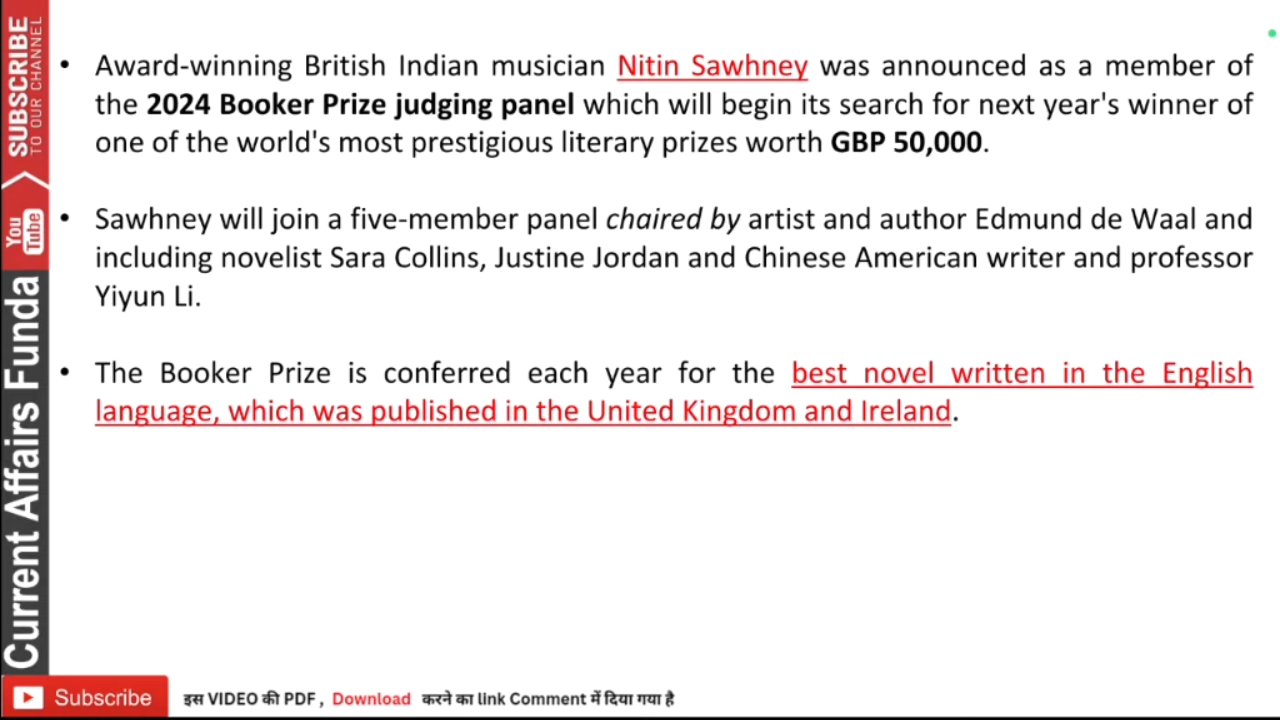 • Award-winning British Indian musician Nitin Sawhney was announced as a member of
the 2024 Booker Prize judging panel which will begin its search for next year's winner of
one of the world's most prestigious literary prizes worth GBP 50,000.
• Sawhney will join a five-member panel chaired by artist and author Edmund de Waal and
including novelist Sara Collins, Justine Jordan and Chinese American writer and professor
Yiyun Li.
• The Booker Prize is conferred each year for the best novel written in the English
language, which was published in the United Kingdom and Ireland.
SUBSCRIBE
TO OUR CHANNEL
You
Tube
Current Affairs Funda
Subscribe
इस VIDEO की PDF , Download करने का link Comment में दिया गया है